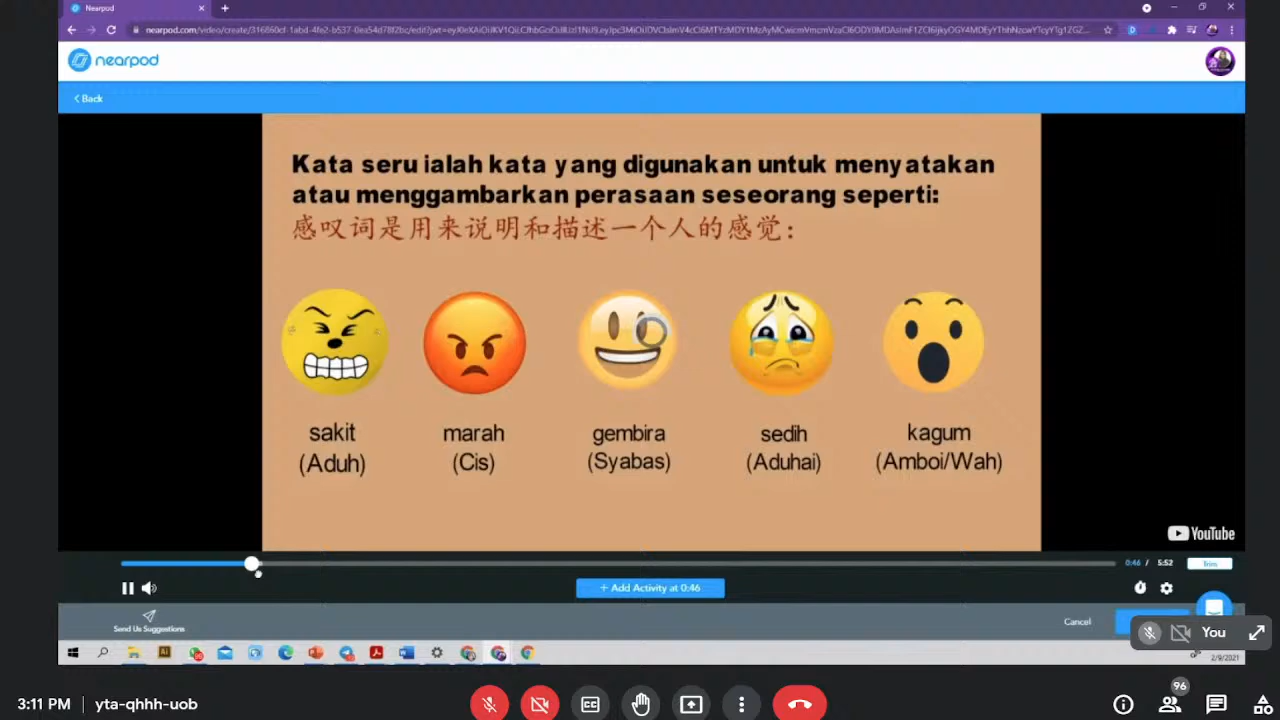 Nearpod
nearpod
Back
Kata seru ialah kata yang digunakan untuk menyatakan
atau menggambarkan perasaan seseorang seperti:
感叹词是用来说明和描述一个人的感觉:
sakit marah gembira sedih kagum
(Aduh) (Cis) (Syabas) (Aduhai) (Amboi/Wah)
YouTube
0:46 / 5:52 Trim
+ Add Activity at 0:46
Send Us Suggestions
Cancel
You
2/9/2021
96
3:11 PM | yta-qhhh-uob